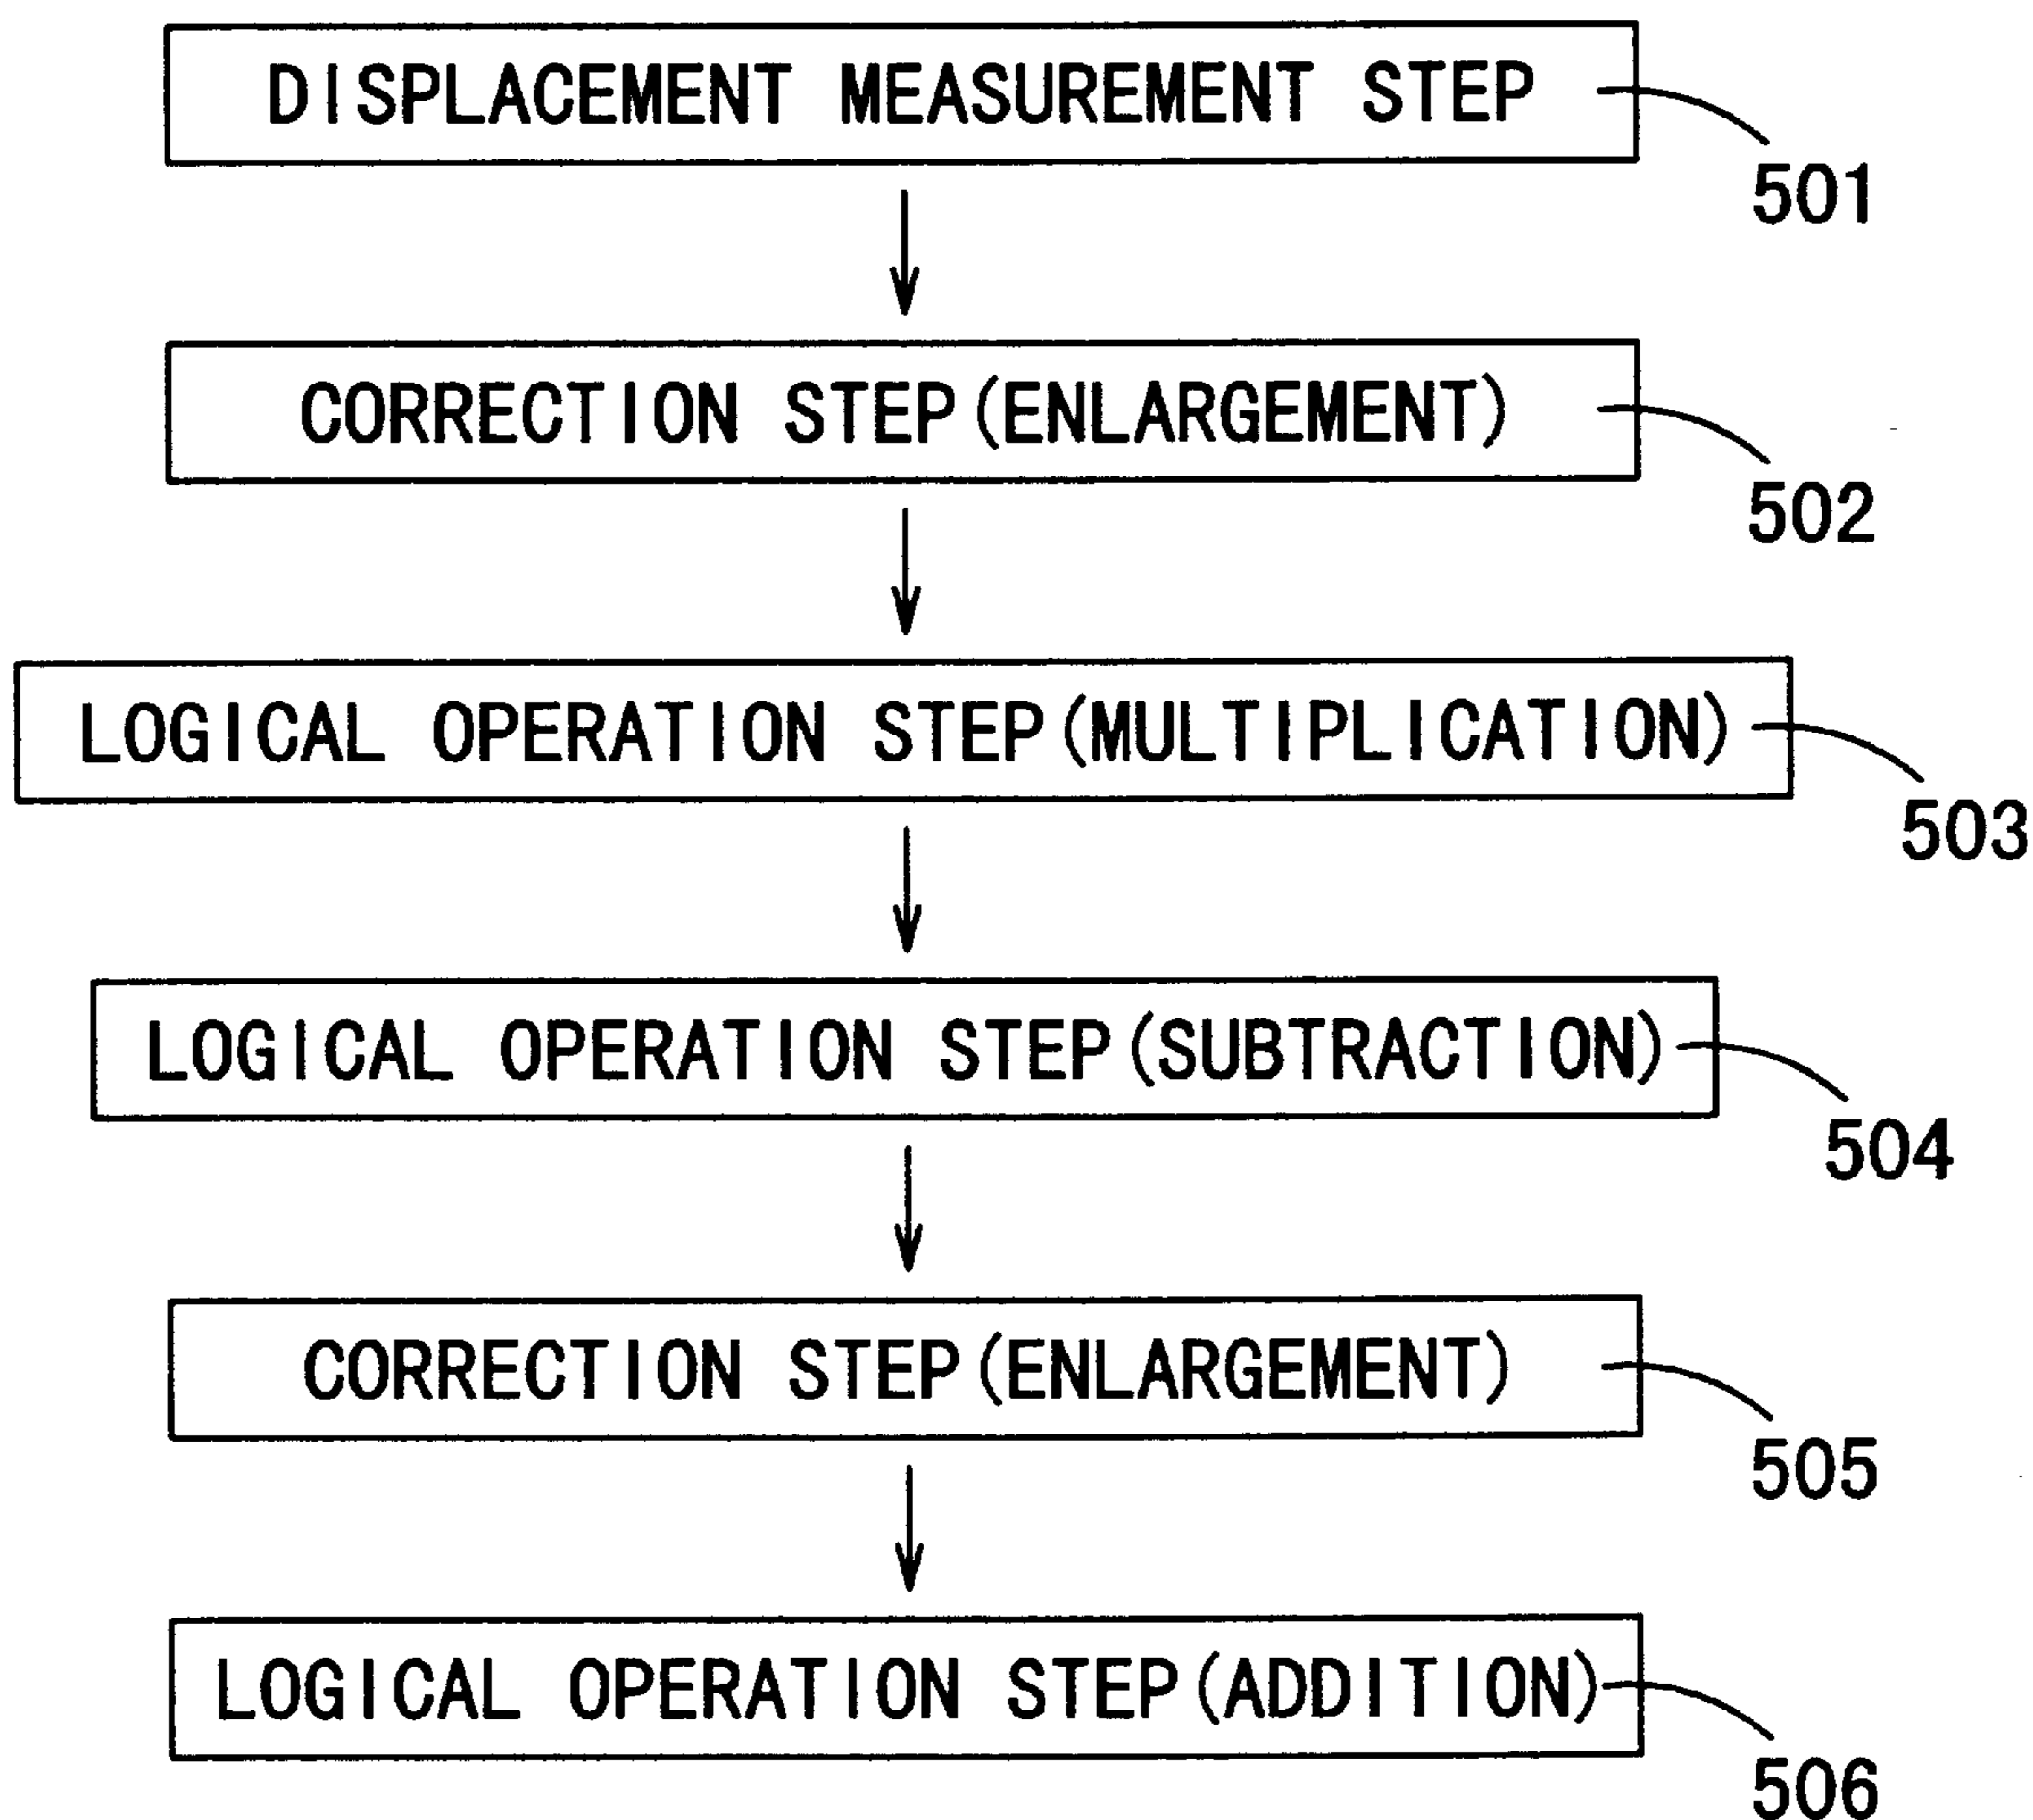 DISPLACEMENT MEASUREMENT STEP
501
CORRECTION STEP(ENLARGEMENT)
502
LOGICAL OPERATION STEP(MULTIPLICATION)
503
LOGICAL OPERATION STEP(SUBTRACTION)
504
CORRECTION STEP(ENLARGEMENT)
505
LOGICAL OPERATION STEP(ADDITION)
506